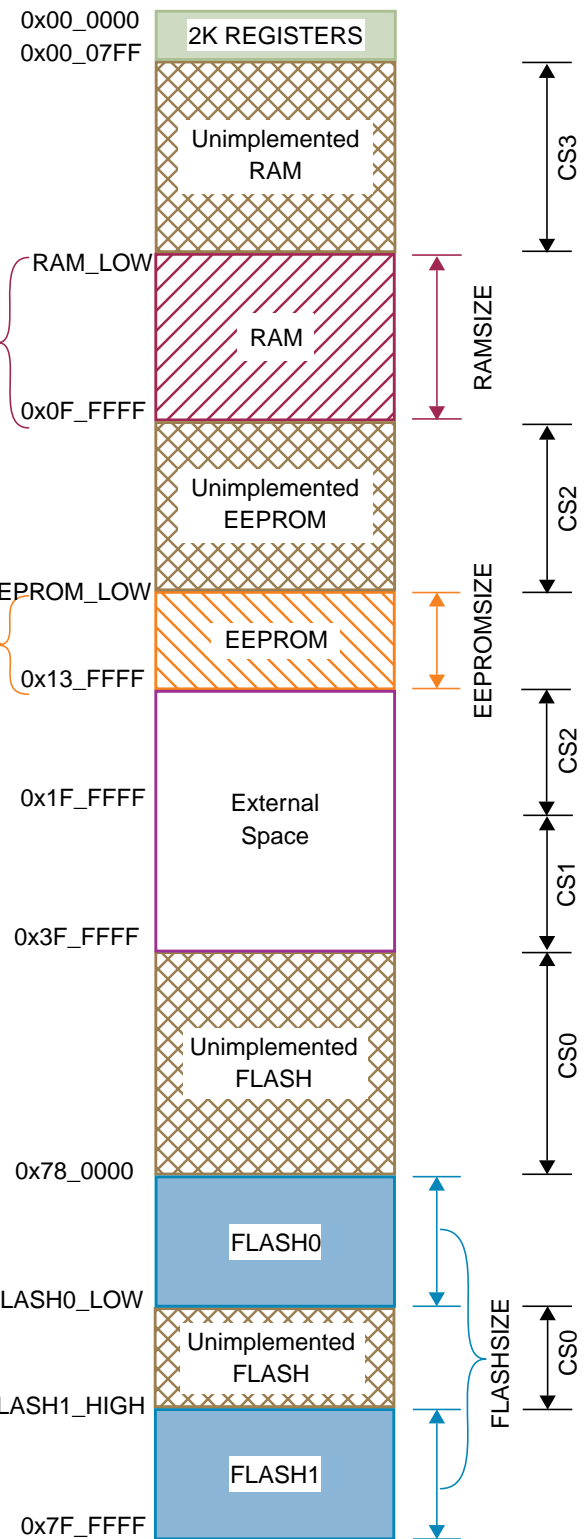 0x00_0000
2K REGISTERS
0x00_07FF
Unimplemented
RAM
CS3
RAM_LOW
RAM
RAMSIZE
0x0F_FFFF
Unimplemented
EEPROM
CS2
EPROM_LOW
EEPROM
EEPROMSIZE
0x13_FFFF
CS2
0x1F_FFFF
External
Space
CS1
0x3F_FFFF
Unimplemented
FLASH
CS0
0x78_0000
FLASH0
LASH0_LOW
Unimplemented
FLASH
FLASHSIZE
CS0
LASH1_HIGH
FLASH1
0x7F_FFFF